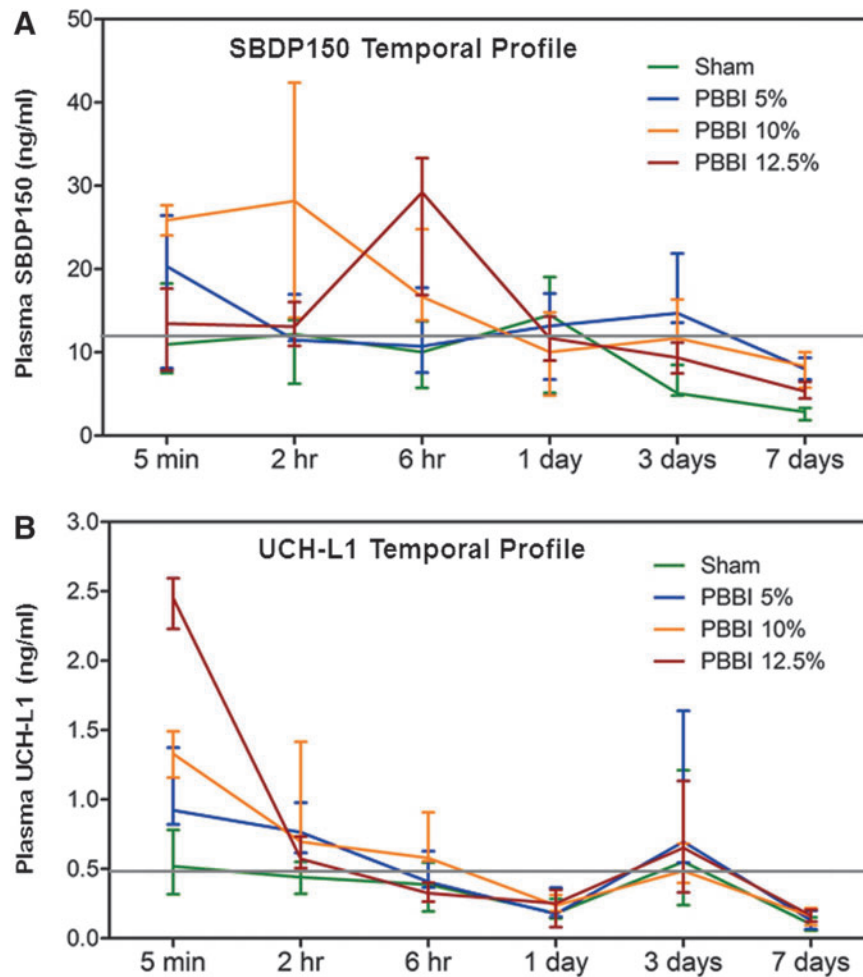 A
SBDP150 Temporal Profile
Plasma SBDP150 (ng/ml)
50
40
30
20
10
0
Sham
PBBI 5%
PBBI 10%
PBBI 12.5%
5 min 2 hr 6 hr 1 day 3 days 7 days
B
UCH-L1 Temporal Profile
Plasma UCH-L1 (ng/ml)
3.0
2.5
2.0
1.5
1.0
0.5
0.0
Sham
PBBI 5%
PBBI 10%
PBBI 12.5%
5 min 2 hr 6 hr 1 day 3 days 7 days